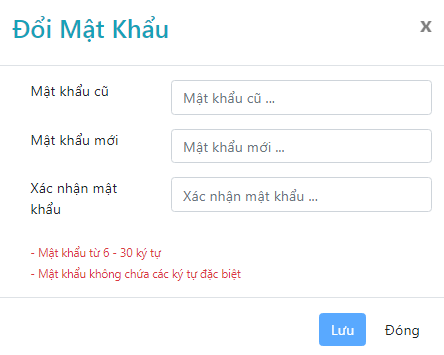 Đổi Mật Khẩu
x
Mật khẩu cũ
Mật khẩu cũ ...
Mật khẩu mới
Mật khẩu mới ...
Xác nhận mật
khẩu
Xác nhận mật khẩu ...
- Mật khẩu từ 6 - 30 ký tự
- Mật khẩu không chứa các ký tự đặc biệt
Lưu
Đóng